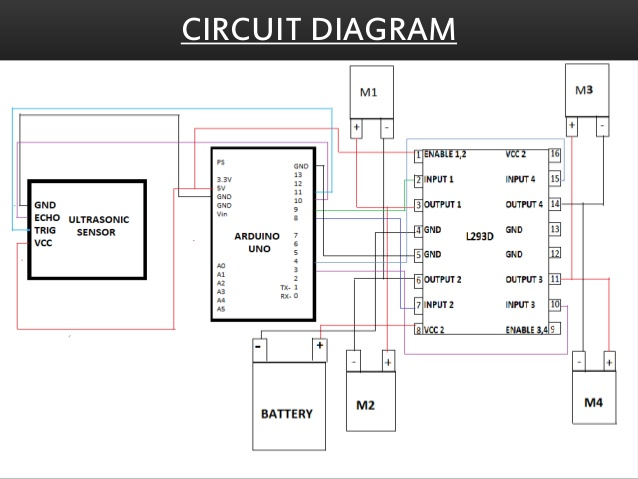 CIRCUIT DIAGRAM
M1
+ -
M3
+ -
GND
ECHO
TRIG
VCC
ULTRASONIC
SENSOR
PS
3.3V
5V
GND
GND
Vin
A0
A1
A2
A3
A4
A5
ARDUINO
UNO
GND
13
12
11
10
9
8
7
6
5
4
3
2
TX- 1
RX- 0
1 ENABLE 1,2
2 INPUT 1
3 OUTPUT 1
4 GND
5 GND
6 OUTPUT 2
7 INPUT 2
8 VCC 2
L293D
VCC 2 16
INPUT 4 15
OUTPUT 4 14
GND 13
GND 12
OUTPUT 3 11
INPUT 3 10
ENABLE 3,4 9
- +
BATTERY
- +
M2
- +
M4